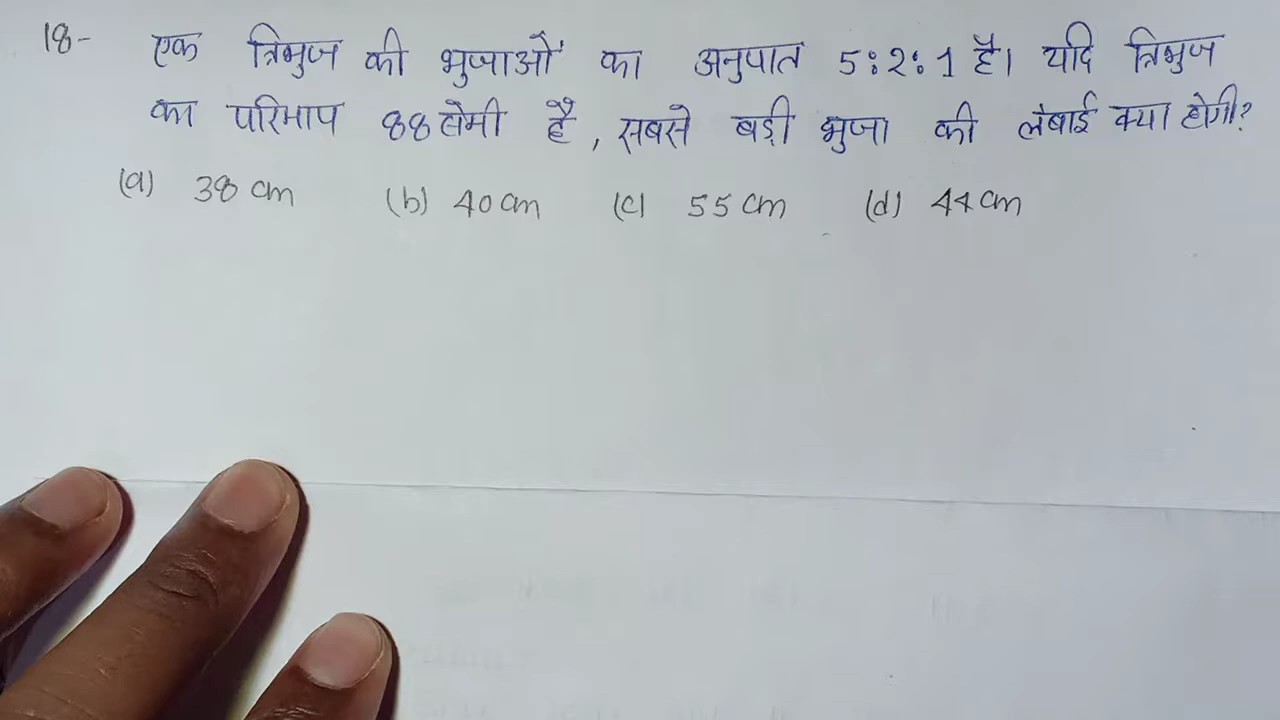 18- एक त्रिभुज की भुजाओं का अनुपात 5:2:1 है। यदि त्रिभुज
का परिमाप 88 सेमी है, सबसे बड़ी भुजा की लंबाई क्या होगी?
(a) 38 cm (b) 40 cm (c) 55 cm (d) 44 cm